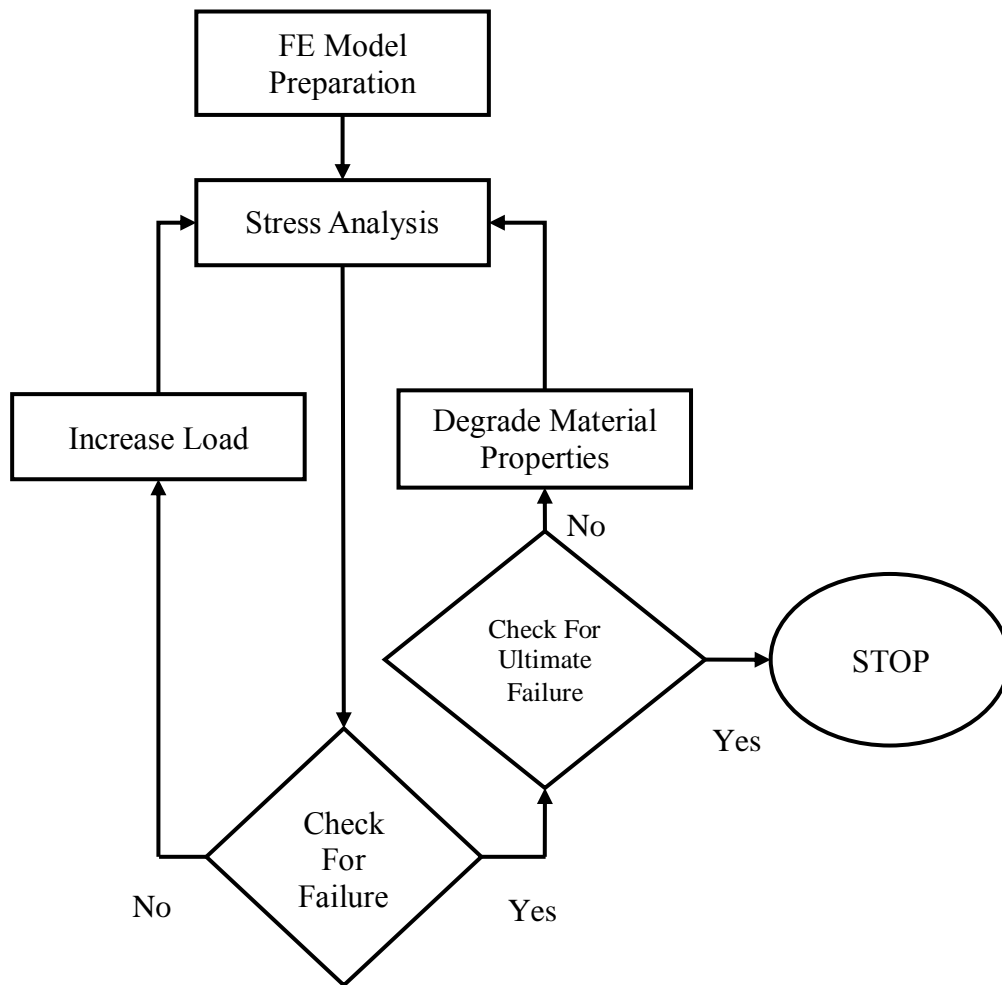 FE Model
Preparation
Stress Analysis
Increase Load
Degrade Material
Properties
No
Check For
Ultimate
Failure
STOP
Yes
Check
For
Failure
No
Yes